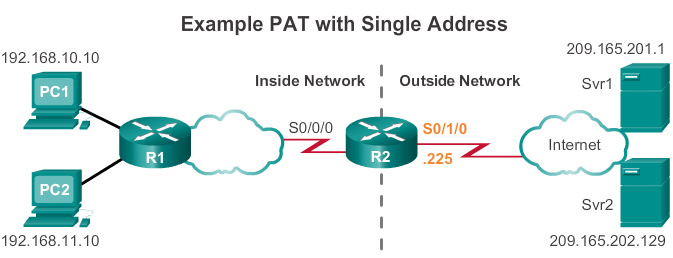 Example PAT with Single Address
192.168.10.10
209.165.201.1
Inside Network
Outside Network
PC1
Svr1
S0/0/0
S0/1/0
R1
R2
.225
Internet
PC2
Svr2
192.168.11.10
209.165.202.129